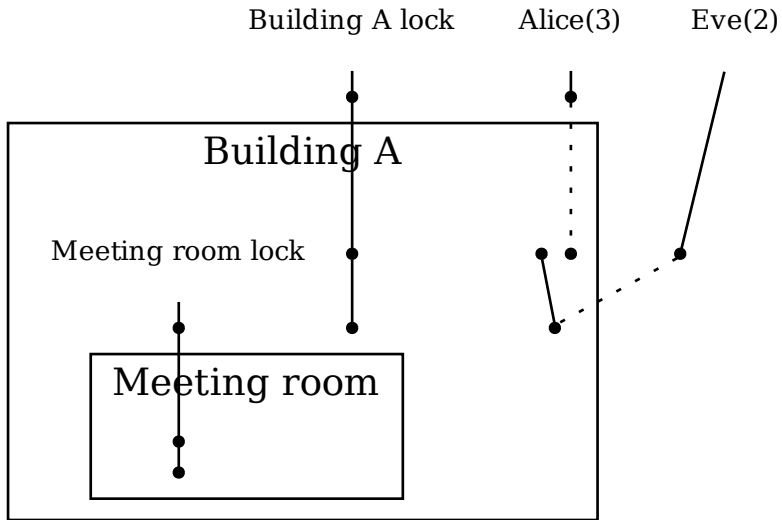 Building A lock
Alice(3)
Eve(2)
Building A
Meeting room lock
Meeting room